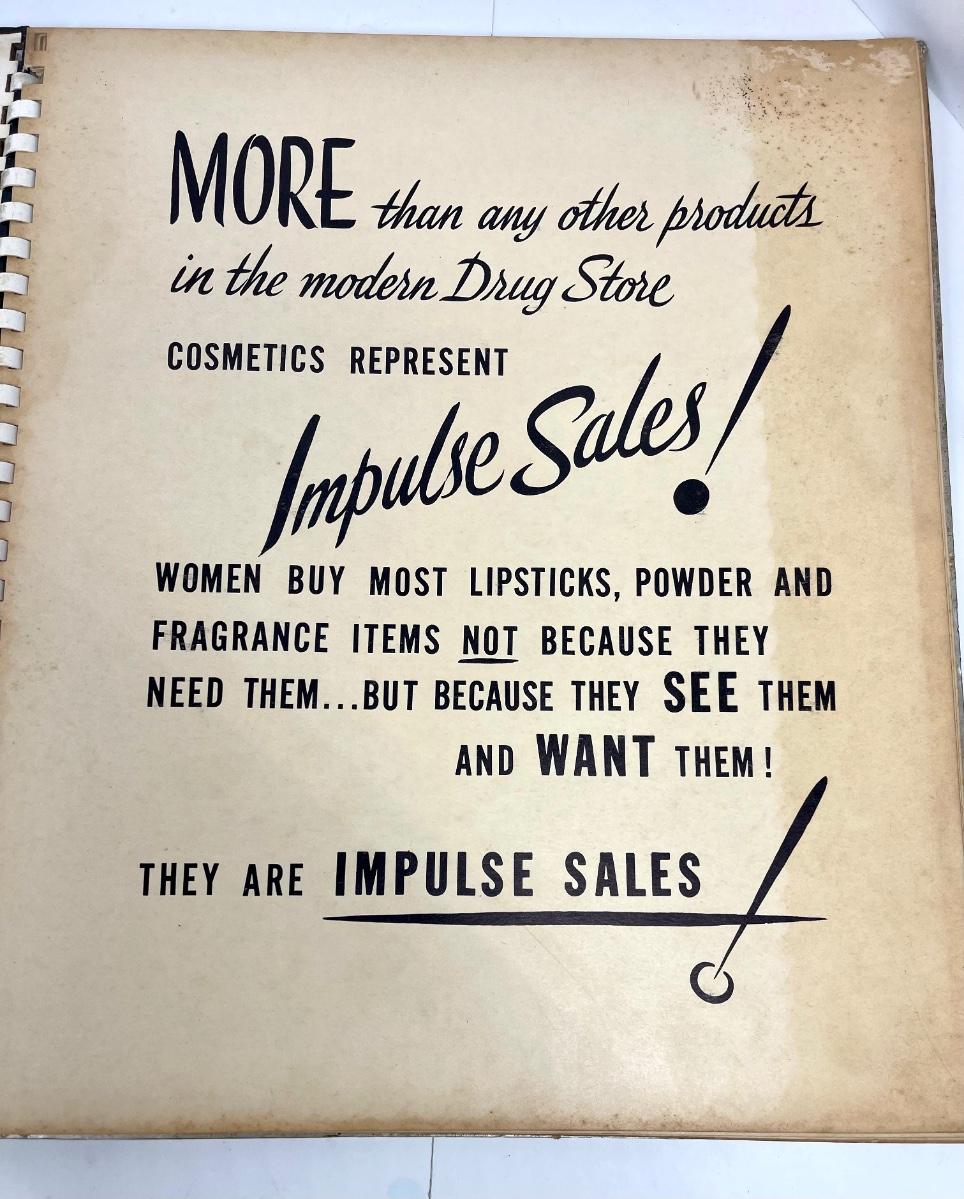 MORE than any other products
in the modern Drug Store
COSMETICS REPRESENT
Impulse Sales!
WOMEN BUY MOST LIPSTICKS, POWDER AND
FRAGRANCE ITEMS NOT BECAUSE THEY
NEED THEM...BUT BECAUSE THEY SEE THEM
AND WANT THEM!
THEY ARE IMPULSE SALES!